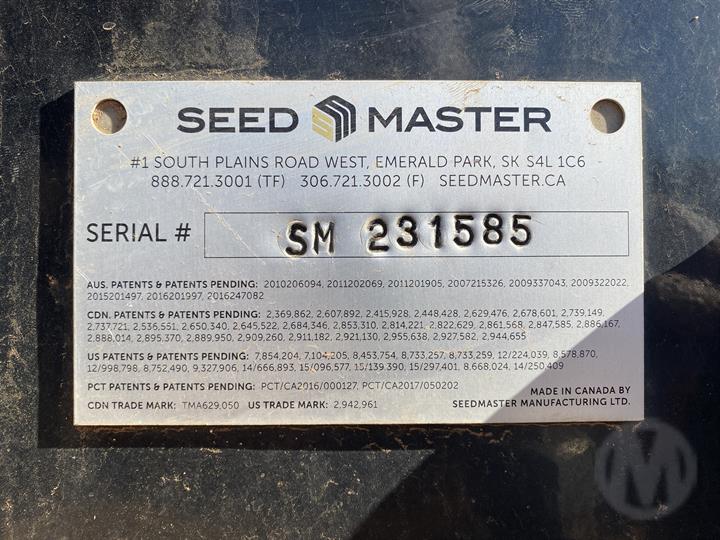 SEED SM MASTER
#1 SOUTH PLAINS ROAD WEST, EMERALD PARK, SK S4L 1C6
888.721.3001 (TF) 306.721.3002 (F) SEEDMASTER.CA
SERIAL # SM 231585
AUS. PATENTS & PATENTS PENDING: 2010206094, 2011202069, 2011201905, 2007215326, 2009337043, 2009322022,
2015201497, 2016201997, 2016247082
CDN. PATENTS & PATENTS PENDING: 2,369,862, 2,607,892, 2,415,928, 2,448,428, 2,629,476, 2,678,601, 2,739,149,
2,737,721, 2,536,551, 2,650,340, 2,645,522, 2,684,346, 2,853,310, 2,814,221, 2,822,629, 2,861,568, 2,847,585, 2,886,167,
2,888,014, 2,895,370, 2,889,950, 2,909,260, 2,911,182, 2,921,130, 2,955,638, 2,927,582, 2,944,655
US PATENTS & PATENTS PENDING: 7,854,204, 7,104,205, 8,453,754, 8,733,257, 8,733,259, 12/224,039, 8,578,870,
12/998,798, 8,752,490, 9,327,906, 14/666,893, 15/096,577, 15/139,390, 15/297,401, 8,668,024, 14/250,409
PCT PATENTS & PATENTS PENDING: PCT/CA2016/000127, PCT/CA2017/050202
CDN TRADE MARK: TMA629,050 US TRADE MARK: 2,942,961
MADE IN CANADA BY
SEEDMASTER MANUFACTURING LTD.
M